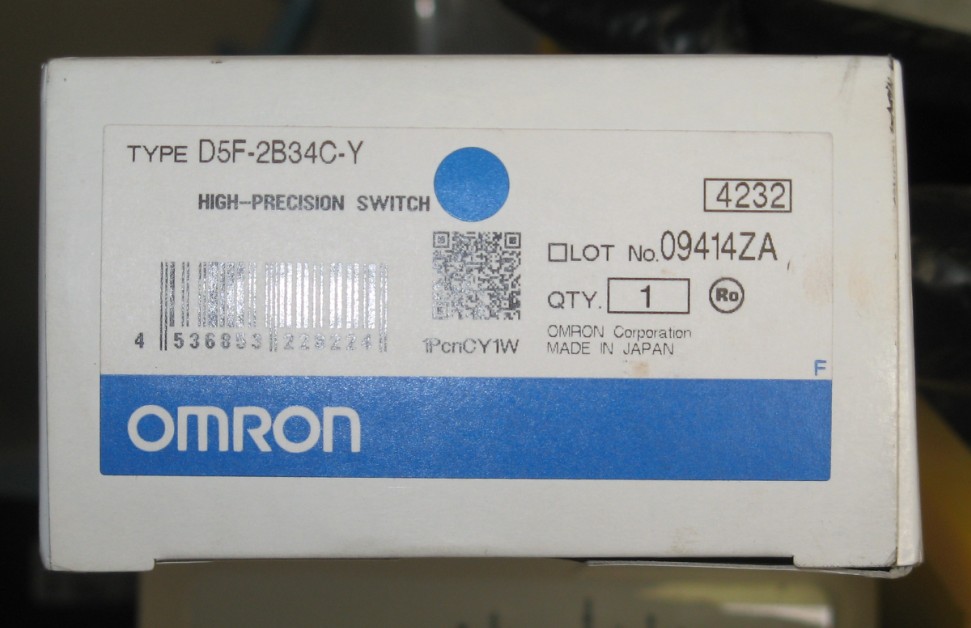 TYPE D5F-2B34C-Y
HIGH-PRECISION SWITCH
4232
LOT No. 09414ZA
QTY. 1
Ro
1PcnCY1W
OMRON Corporation
MADE IN JAPAN
F
OMRON